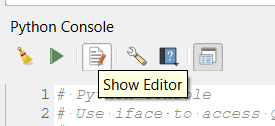 Python Console
Show Editor
1 # Python Console
2 # Use iface to access